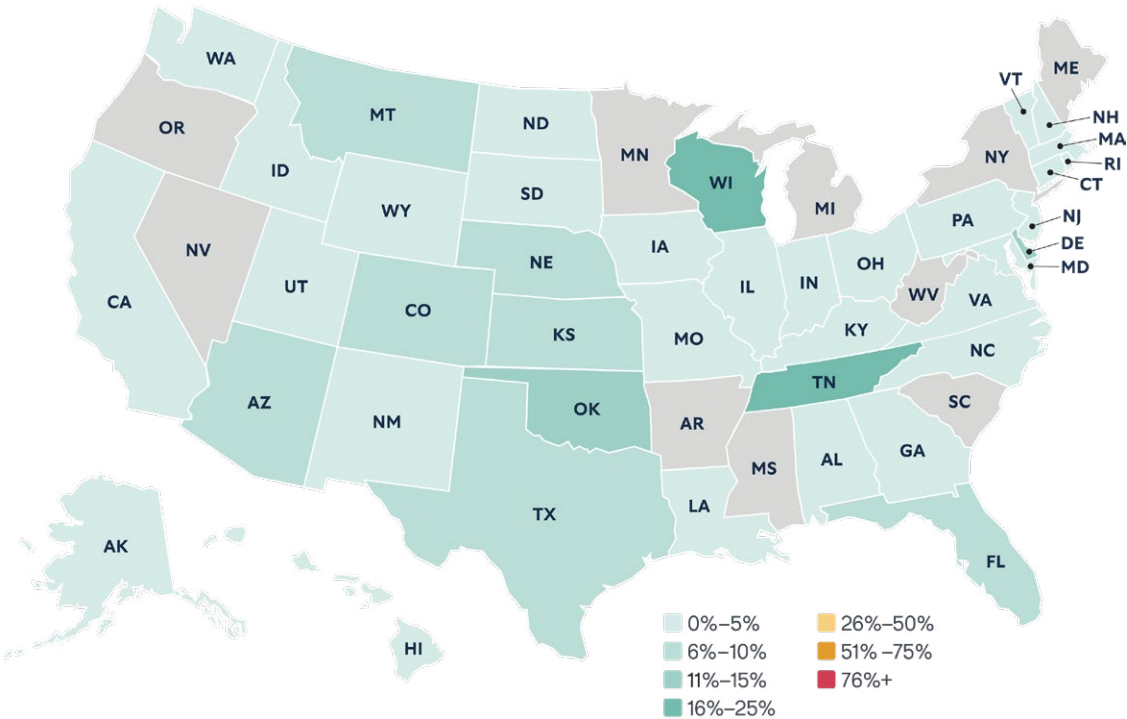 WA
MT
ND
MN
ME
VT
NH
MA
RI
CT
NY
OR
ID
SD
WI
MI
WY
NV
UT
CO
NE
IA
PA
NJ
DE
MD
CA
KS
IL
IN
OH
WV
VA
MO
KY
NC
AZ
NM
OK
TN
SC
AR
MS
AL
GA
TX
LA
AK
FL
HI
0%–5%
6%–10%
11%–15%
16%–25%
26%–50%
51% –75%
76%+